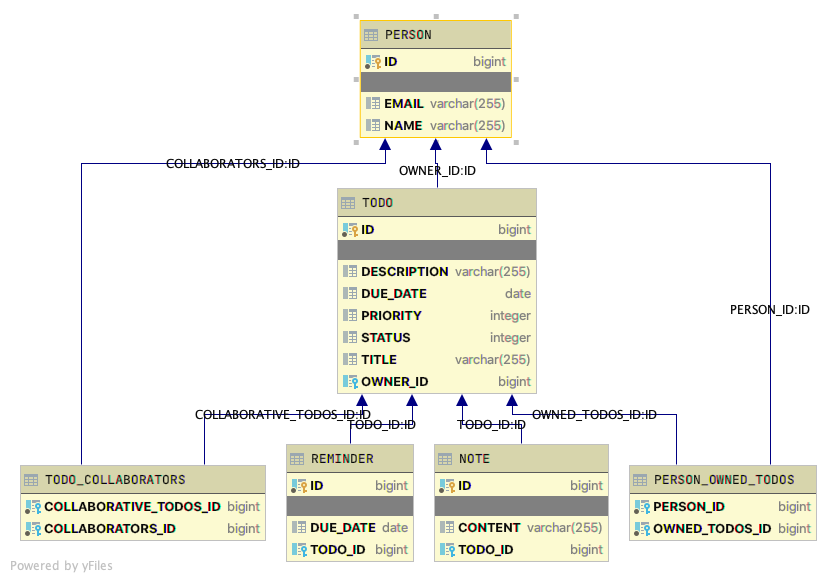 PERSON
ID bigint
EMAIL varchar(255)
NAME varchar(255)
COLLABORATORS_ID:ID
OWNER_ID:ID
TODO
ID bigint
DESCRIPTION varchar(255)
DUE_DATE date
PRIORITY integer
STATUS integer
TITLE varchar(255)
OWNER_ID bigint
PERSON_ID:ID
COLLABORATIVE_TODOS_ID:ID
TODO_ID:ID
TODO_ID:ID
OWNED_TODOS_ID:ID
TODO_COLLABORATORS
COLLABORATIVE_TODOS_ID bigint
COLLABORATORS_ID bigint
REMINDER
ID bigint
DUE_DATE date
TODO_ID bigint
NOTE
ID bigint
CONTENT varchar(255)
TODO_ID bigint
PERSON_OWNED_TODOS
PERSON_ID bigint
OWNED_TODOS_ID bigint
Powered by yFiles